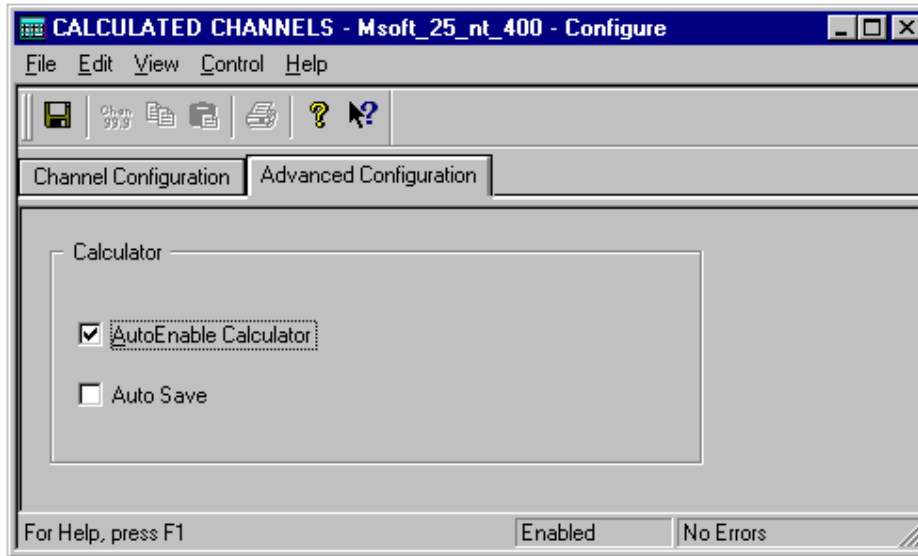 CALCULATED CHANNELS - Msoft_25_nt_400 - Configure
File Edit View Control Help
Chan
99.9
Channel Configuration Advanced Configuration
Calculator
AutoEnable Calculator
Auto Save
For Help, press F1 Enabled No Errors